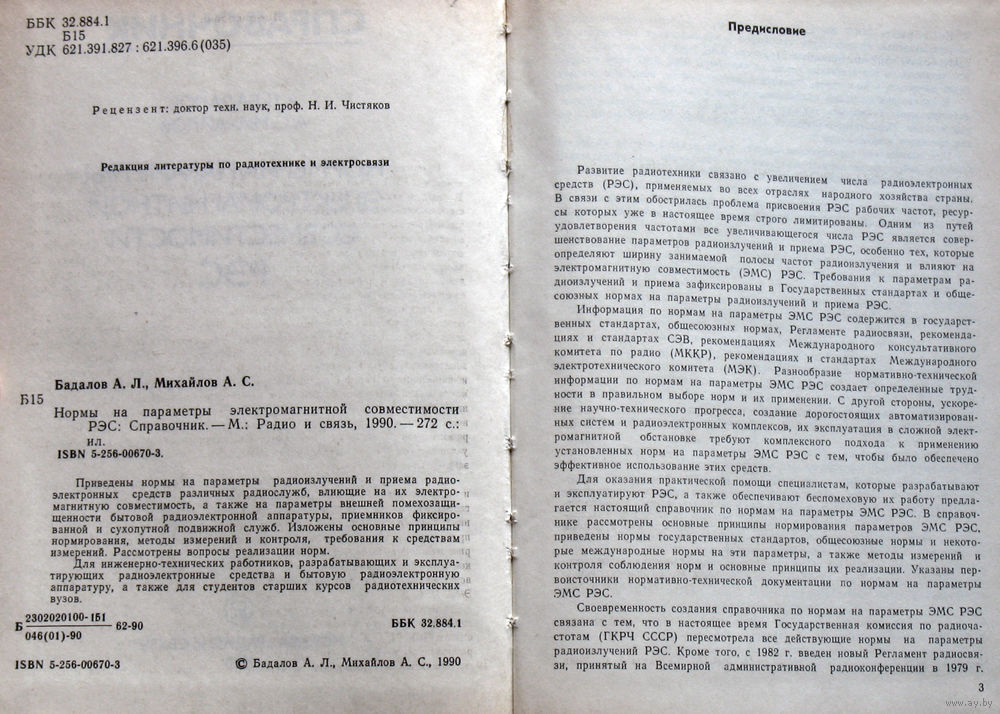 ББК 32.884.1
Б15
УДК 621.391.827 : 621.396.6 (035)
Рецензент: доктор техн. наук, проф. Н. И. Чистяков
Редакция литературы по радиотехнике и электросвязи
Бадалов А. Л., Михайлов А. С.
Б15
Нормы на параметры электромагнитной совместимости
РЭС: Справочник. — М.: Радио и связь, 1990. — 272 с.:
ил.
ISBN 5-256-00670-3.
Приведены нормы на параметры радиоизлучений и приема радио-
электронных средств различных радиослужб, влияющие на их электро-
магнитную совместимость, а также на параметры внешней помехозащи-
щенности бытовой радиоэлектронной аппаратуры, приемников фиксиро-
ванной и сухопутной подвижной служб. Изложены основные принципы
нормирования, методы измерений и контроля, требования к средствам
измерений. Рассмотрены вопросы реализации норм.
Для инженерно-технических работников, разрабатывающих и эксплуа-
тирующих радиоэлектронные средства и бытовую радиоэлектронную
аппаратуру, а также для студентов старших курсов радиотехнических
вузов.
Б 2302020100-151
046(01)-90
62-90
ББК 32.884.1
ISBN 5-256-00670-3
© Бадалов А. Л., Михайлов А. С., 1990
Предисловие
Развитие радиотехники связано с увеличением числа радиоэлектронных
средств (РЭС), применяемых во всех отраслях народного хозяйства страны.
В связи с этим обострилась проблема присвоения РЭС рабочих частот, ресур-
сы которых уже в настоящее время строго лимитированы. Одним из путей
удовлетворения частотами все увеличивающегося числа РЭС является совер-
шенствование параметров радиоизлучений и приема РЭС, особенно тех, которые
определяют ширину занимаемой полосы частот радиоизлучения и влияют на
электромагнитную совместимость (ЭМС) РЭС. Требования к параметрам ра-
диоизлучений и приема зафиксированы в Государственных стандартах и обще-
союзных нормах на параметры радиоизлучений и приема РЭС.
Информация по нормам на параметры ЭМС РЭС содержится в государст-
венных стандартах, общесоюзных нормах, Регламенте радиосвязи, рекоменда-
циях и стандартах СЭВ, рекомендациях Международного консультативного
комитета по радио (МККР), рекомендациях и стандартах Международного
электротехнического комитета (МЭК). Разнообразие нормативно-технической
информации по нормам на параметры ЭМС РЭС создает определенные труд-
ности в правильном выборе норм и их применении. С другой стороны, ускоре-
ние научно-технического прогресса, создание дорогостоящих автоматизирован-
ных систем и радиоэлектронных комплексов, их эксплуатация в сложной элект-
ромагнитной обстановке требуют комплексного подхода к применению
установленных норм на параметры ЭМС РЭС с тем, чтобы было обеспечено
эффективное использование этих средств.
Для оказания практической помощи специалистам, которые разрабатывают
и эксплуатируют РЭС, а также обеспечивают беспомеховую их работу предла-
гается настоящий справочник по нормам на параметры ЭМС РЭС. В справоч-
нике рассмотрены основные принципы нормирования параметров ЭМС РЭС,
приведены нормы государственных стандартов, общесоюзные нормы и некото-
рые международные нормы на эти параметры, а также методы измерений и
контроля соблюдения норм и основные принципы их реализации. Указаны пер-
воисточники нормативно-технической документации по нормам на параметры
ЭМС РЭС.
Своевременность создания справочника по нормам на параметры ЭМС РЭС
связана с тем, что в настоящее время Государственная комиссия по радиоча-
стотам (ГКРЧ СССР) пересмотрела все действующие нормы на параметры
радиоизлучений РЭС. Кроме того, с 1982 г. введен новый Регламент радиосвя-
зи, принятый на Всемирной административной радиоконференции в 1979 г.
3
www.ay.by